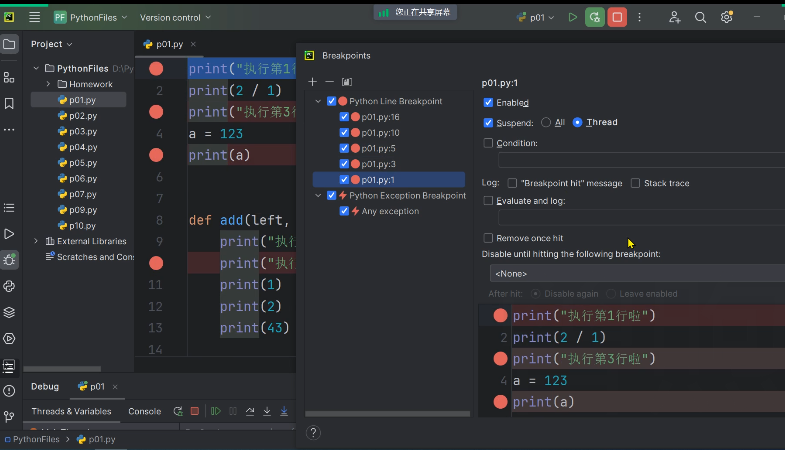 PF PythonFiles Version control 您正在共享屏幕 p01
Project p01.py
PythonFiles D:\Py
Homework
p01.py
p02.py
p03.py
p04.py
p05.py
p06.py
p07.py
p09.py
p10.py
External Libraries
Scratches and Con
print("执行第1行
2 print(2 / 1)
print("执行第3行
4 a = 123
print(a)
6
7
8 def add(left,
9 print("执行
print("执行
11 print(1)
12 print(2)
13 print(43)
14
Breakpoints
Python Line Breakpoint
p01.py:16
p01.py:10
p01.py:5
p01.py:3
p01.py:1
Python Exception Breakpoint
Any exception
p01.py:1
Enabled
Suspend: All Thread
Condition:
Log: "Breakpoint hit" message Stack trace
Evaluate and log:
Remove once hit
Disable until hitting the following breakpoint:
<None>
After hit: Disable again Leave enabled
print("执行第1行啦")
2 print(2 / 1)
print("执行第3行啦")
4 a = 123
print(a)
?
Debug p01
Threads & Variables Console
PythonFiles > p01.py